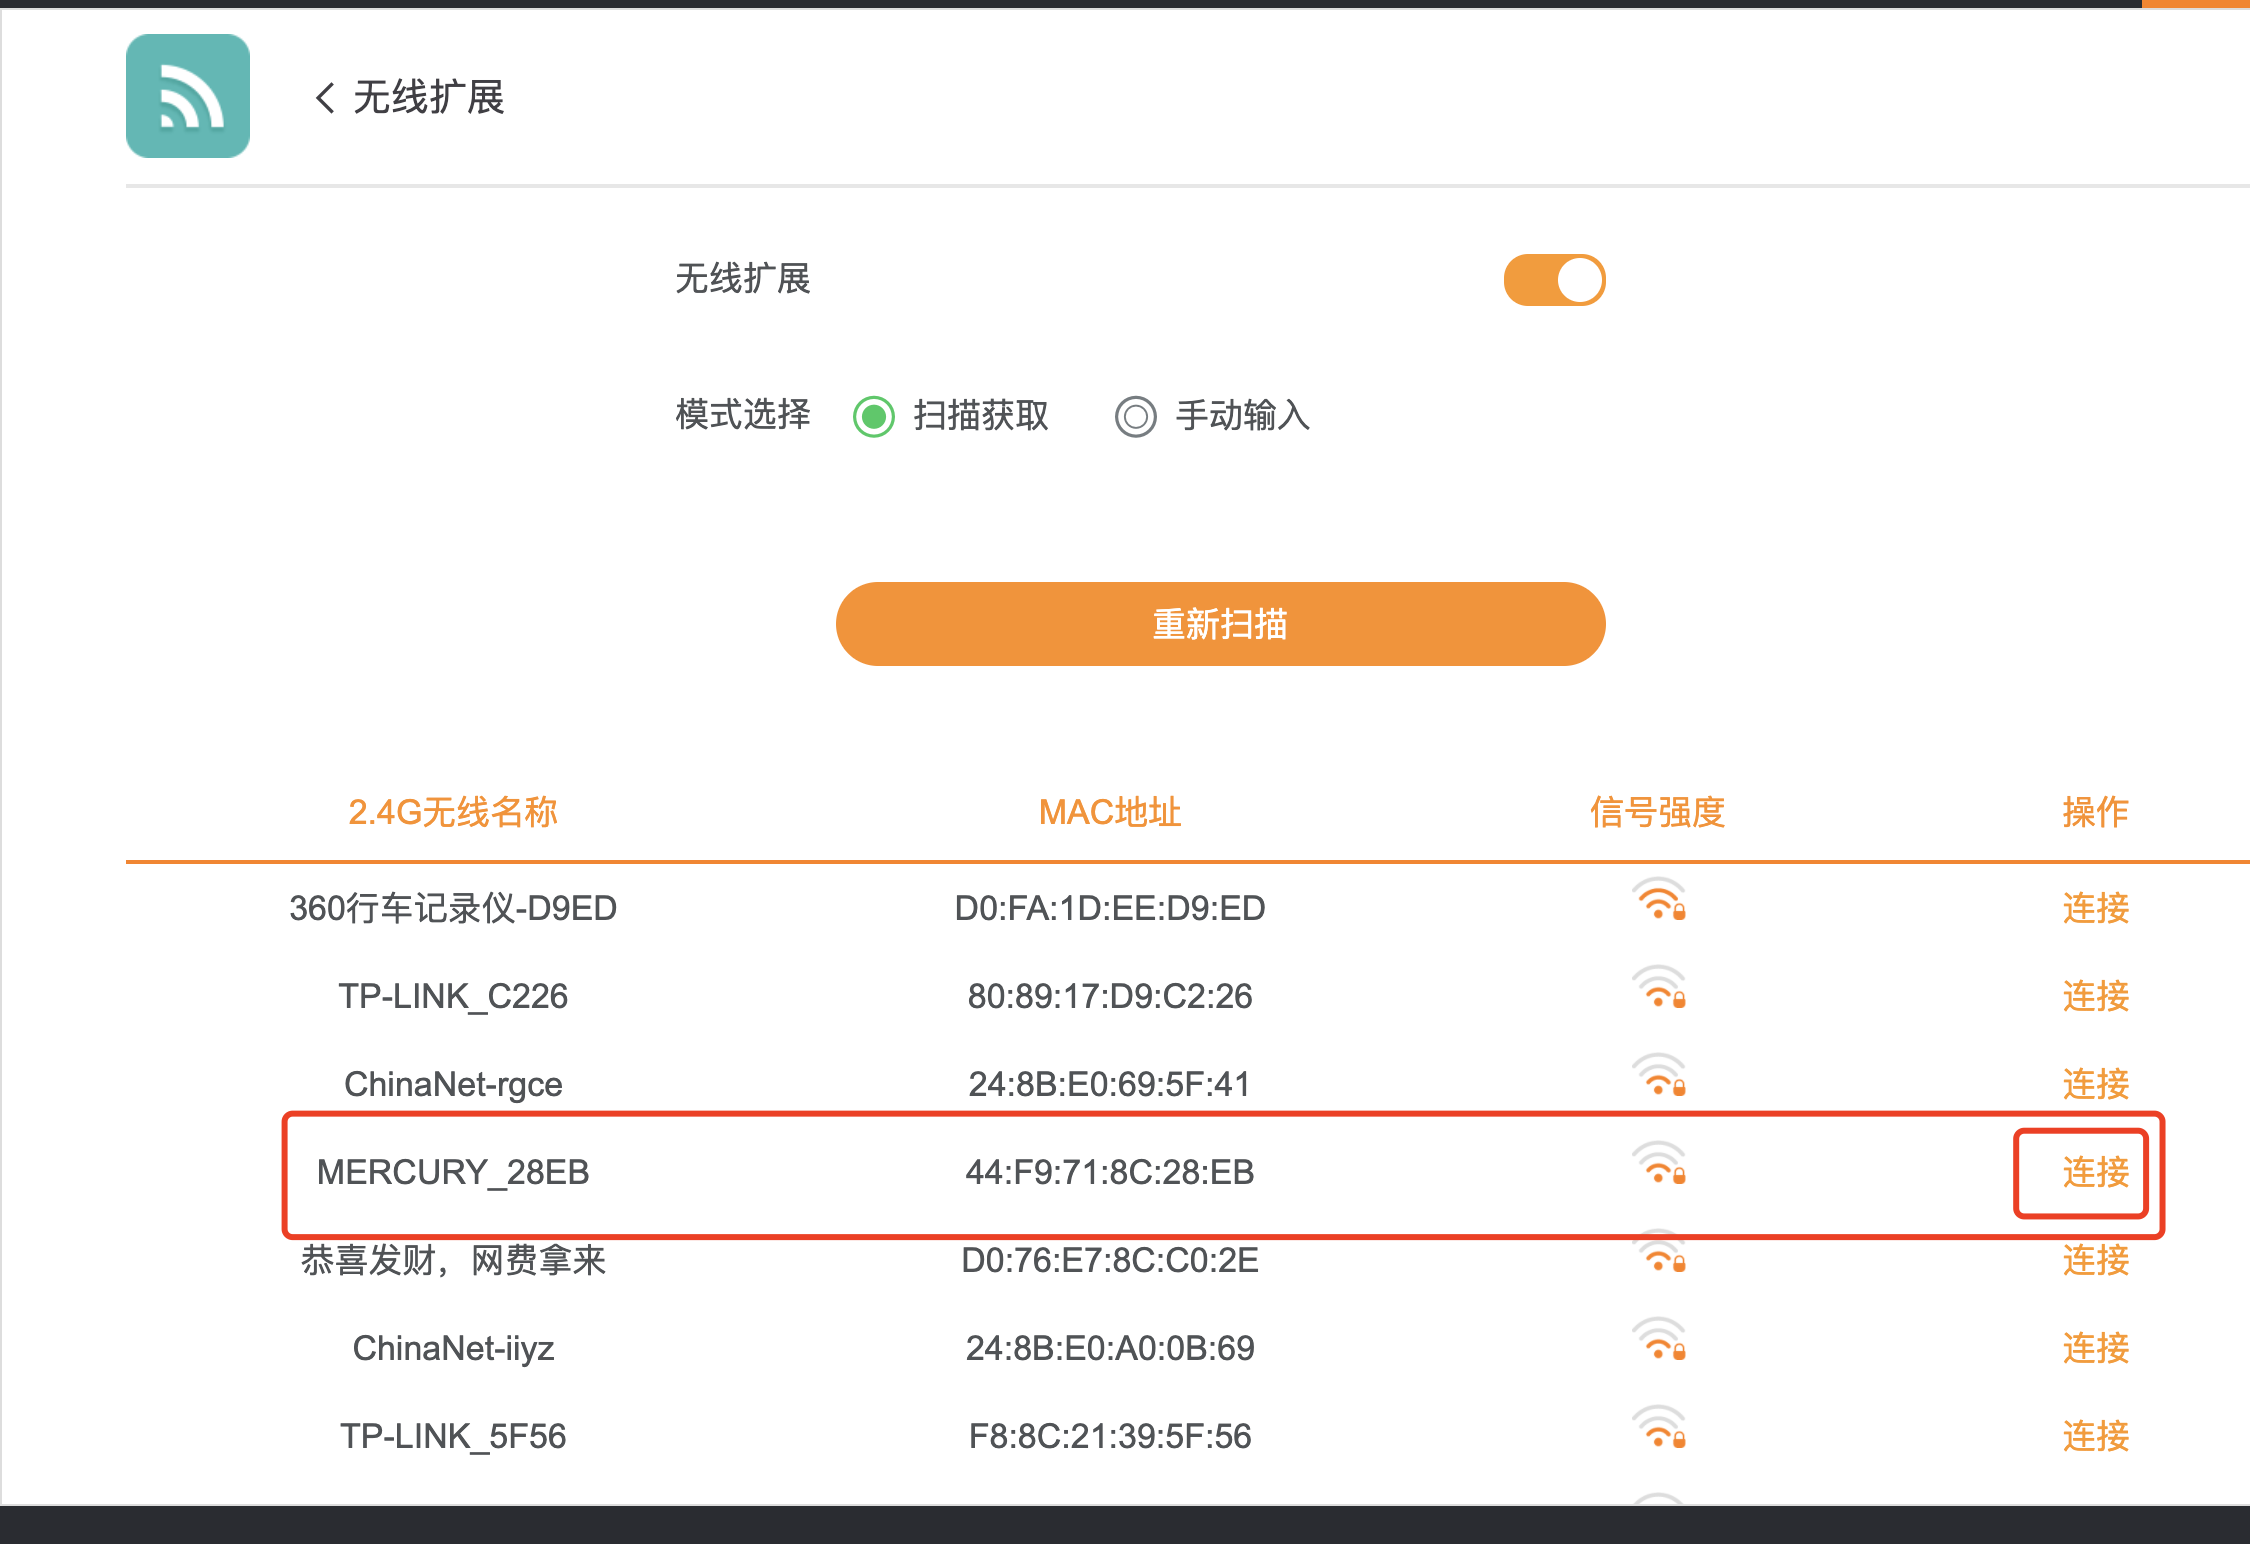 无线扩展
无线扩展
模式选择 扫描获取 手动输入
重新扫描
2.4G无线名称 MAC地址 信号强度 操作
360行车记录仪-D9ED D0:FA:1D:EE:D9:ED 连接
TP-LINK_C226 80:89:17:D9:C2:26 连接
ChinaNet-rgce 24:8B:E0:69:5F:41 连接
MERCURY_28EB 44:F9:71:8C:28:EB 连接
恭喜发财，网费拿来 D0:76:E7:8C:C0:2E 连接
ChinaNet-iiyz 24:8B:E0:A0:0B:69 连接
TP-LINK_5F56 F8:8C:21:39:5F:56 连接